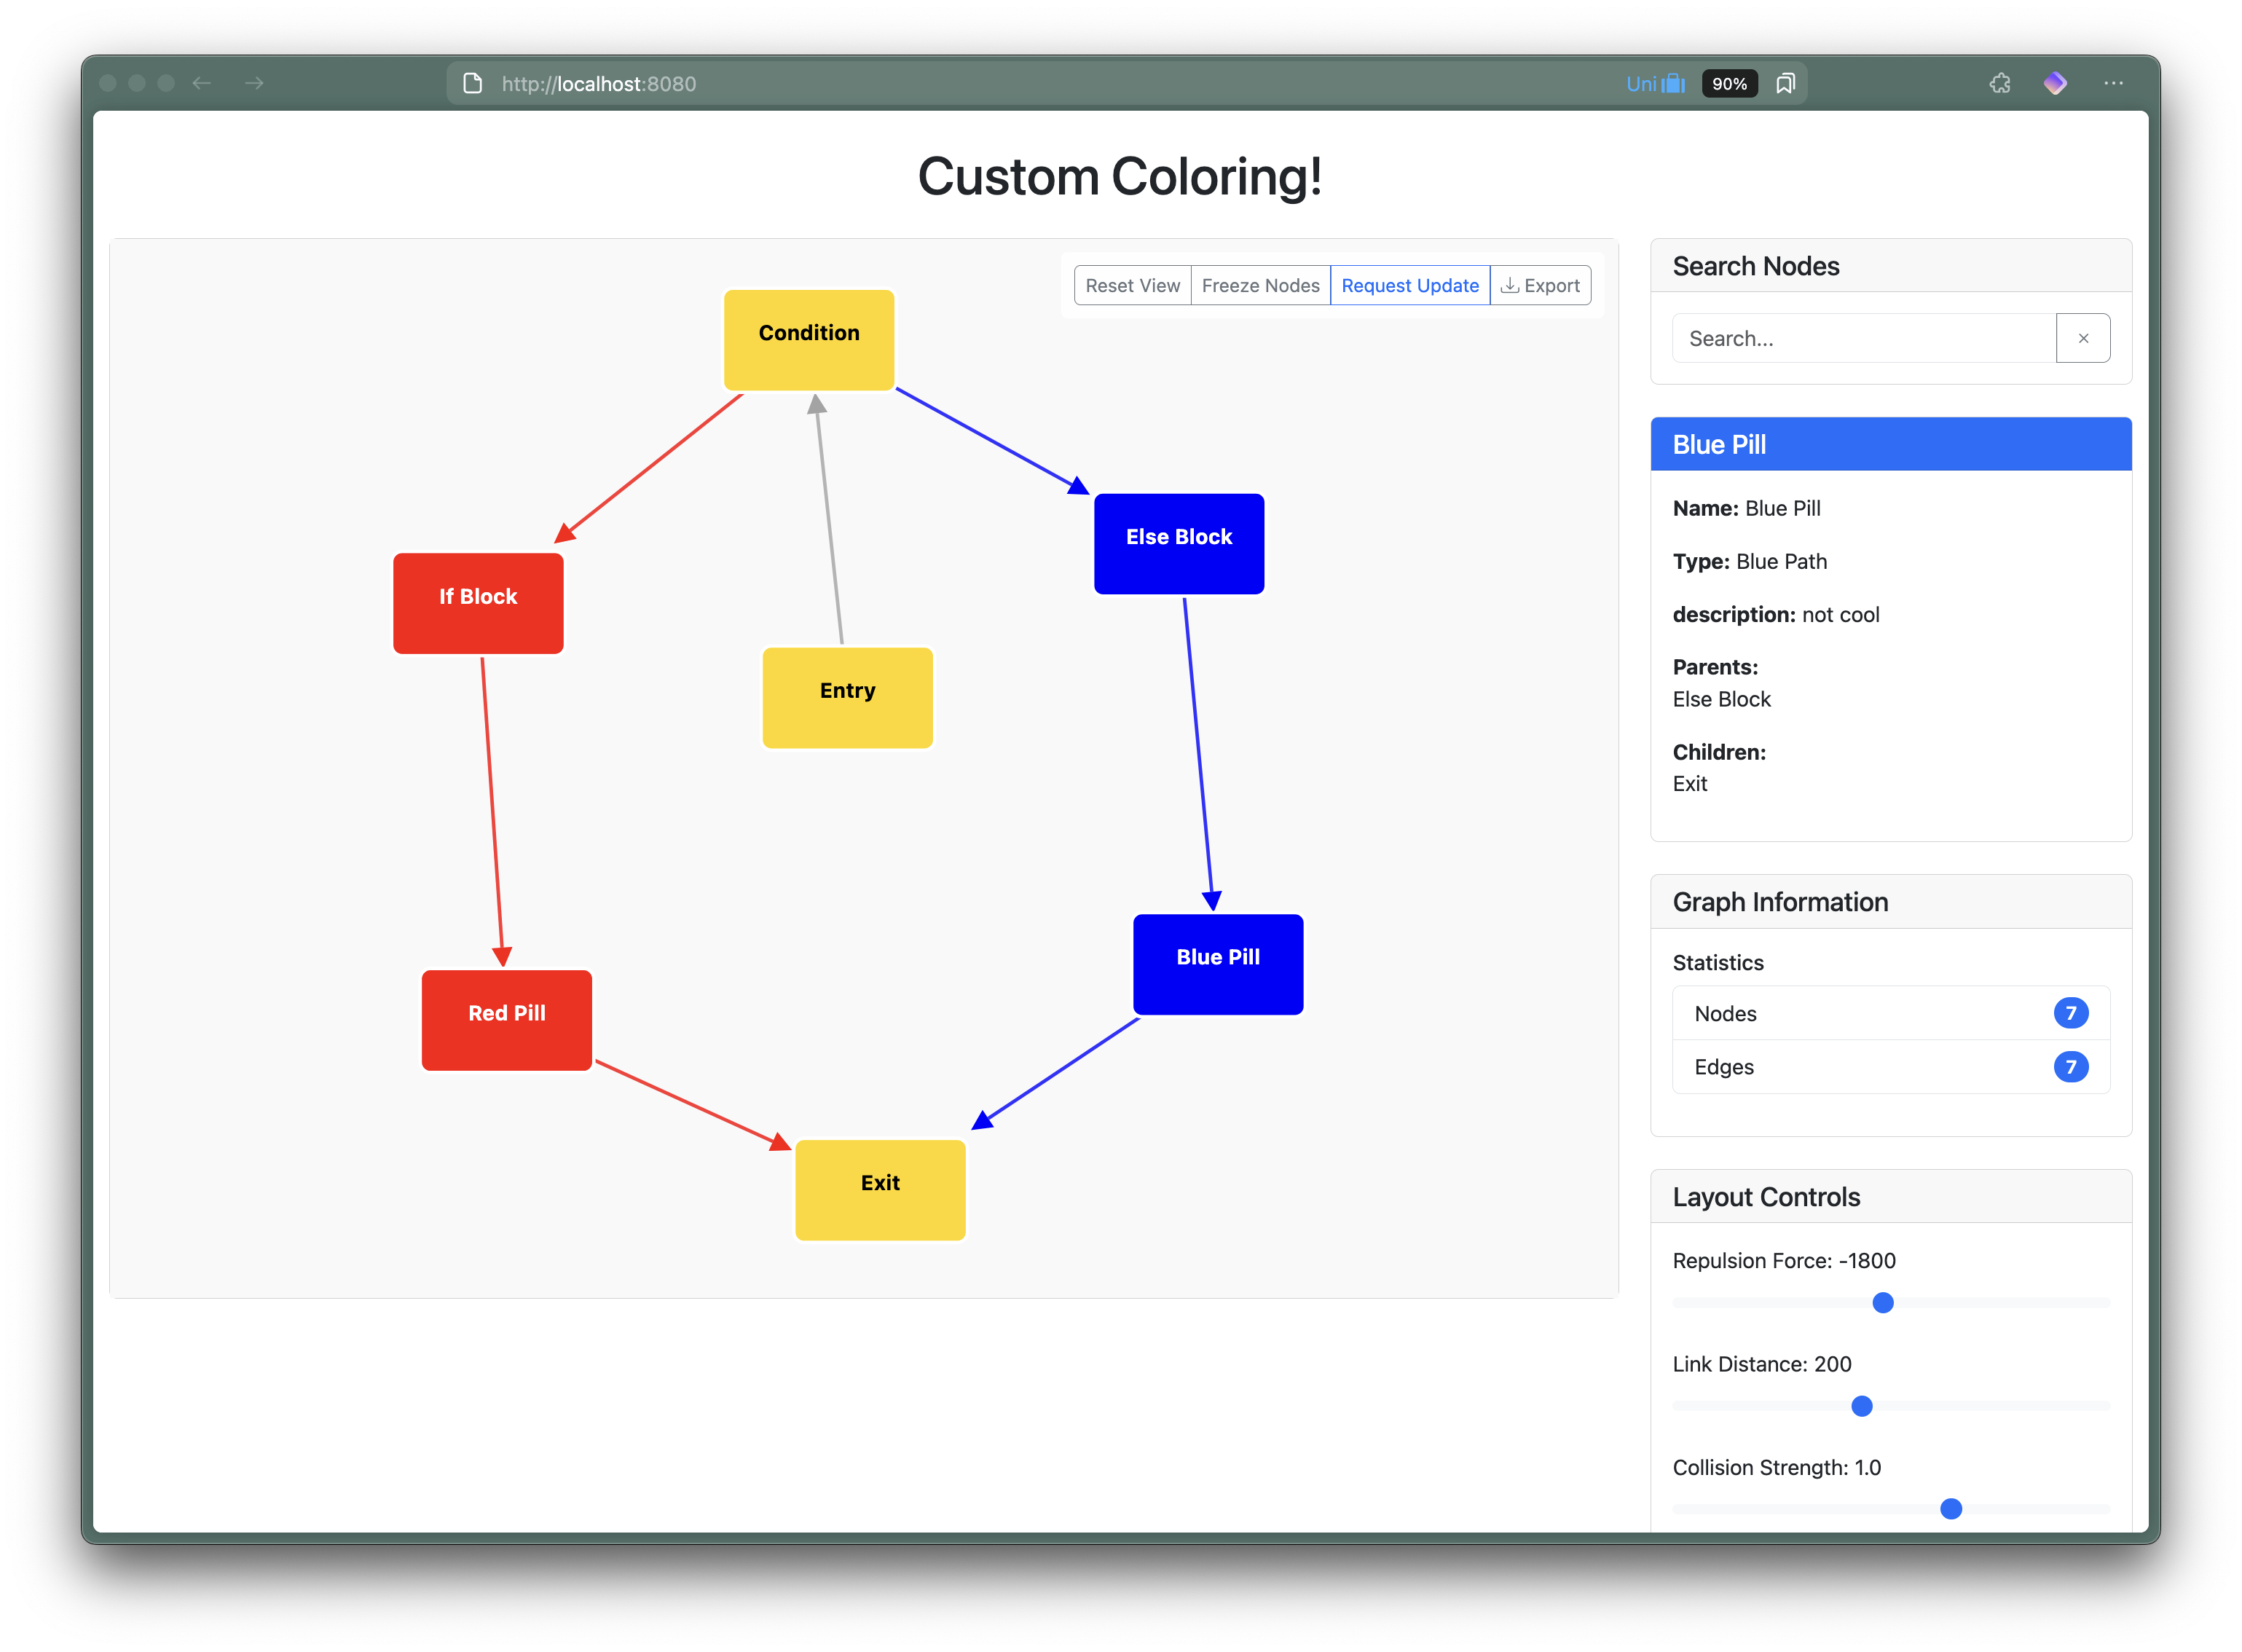 http://localhost:8080
Uni
90%
Custom Coloring!
Reset View
Freeze Nodes
Request Update
Export
Condition
If Block
Else Block
Entry
Red Pill
Blue Pill
Exit
Search Nodes
Search...
×
Blue Pill
Name: Blue Pill
Type: Blue Path
description: not cool
Parents:
Else Block
Children:
Exit
Graph Information
Statistics
Nodes 7
Edges 7
Layout Controls
Repulsion Force: -1800
Link Distance: 200
Collision Strength: 1.0